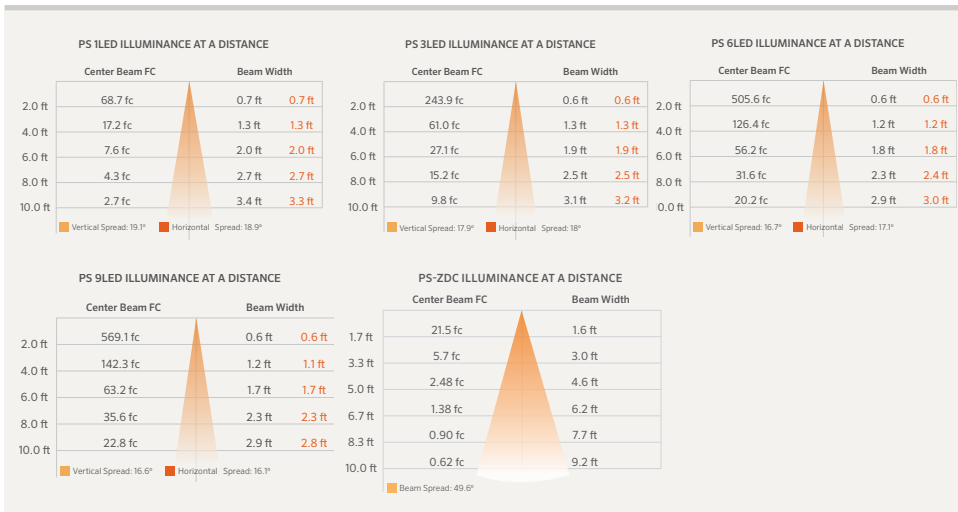 PS 1LED ILLUMINANCE AT A DISTANCE
Center Beam FC Beam Width
2.0 ft 68.7 fc 0.7 ft 0.7 ft
4.0 ft 17.2 fc 1.3 ft 1.3 ft
6.0 ft 7.6 fc 2.0 ft 2.0 ft
8.0 ft 4.3 fc 2.7 ft 2.7 ft
10.0 ft 2.7 fc 3.4 ft 3.3 ft
Vertical Spread: 19.1° Horizontal Spread: 18.9°
PS 3LED ILLUMINANCE AT A DISTANCE
Center Beam FC Beam Width
2.0 ft 243.9 fc 0.6 ft 0.6 ft
4.0 ft 61.0 fc 1.3 ft 1.3 ft
6.0 ft 27.1 fc 1.9 ft 1.9 ft
8.0 ft 15.2 fc 2.5 ft 2.5 ft
10.0 ft 9.8 fc 3.1 ft 3.2 ft
Vertical Spread: 17.9° Horizontal Spread: 18°
PS 6LED ILLUMINANCE AT A DISTANCE
Center Beam FC Beam Width
2.0 ft 505.6 fc 0.6 ft 0.6 ft
4.0 ft 126.4 fc 1.2 ft 1.2 ft
6.0 ft 56.2 fc 1.8 ft 1.8 ft
8.0 ft 31.6 fc 2.3 ft 2.4 ft
0.0 ft 20.2 fc 2.9 ft 3.0 ft
Vertical Spread: 16.7° Horizontal Spread: 17.1°
PS 9LED ILLUMINANCE AT A DISTANCE
Center Beam FC Beam Width
2.0 ft 569.1 fc 0.6 ft 0.6 ft
4.0 ft 142.3 fc 1.2 ft 1.1 ft
6.0 ft 63.2 fc 1.7 ft 1.7 ft
8.0 ft 35.6 fc 2.3 ft 2.3 ft
10.0 ft 22.8 fc 2.9 ft 2.8 ft
Vertical Spread: 16.6° Horizontal Spread: 16.1°
PS-ZDC ILLUMINANCE AT A DISTANCE
Center Beam FC Beam Width
1.7 ft 21.5 fc 1.6 ft
3.3 ft 5.7 fc 3.0 ft
5.0 ft 2.48 fc 4.6 ft
6.7 ft 1.38 fc 6.2 ft
8.3 ft 0.90 fc 7.7 ft
10.0 ft 0.62 fc 9.2 ft
Beam Spread: 49.6°